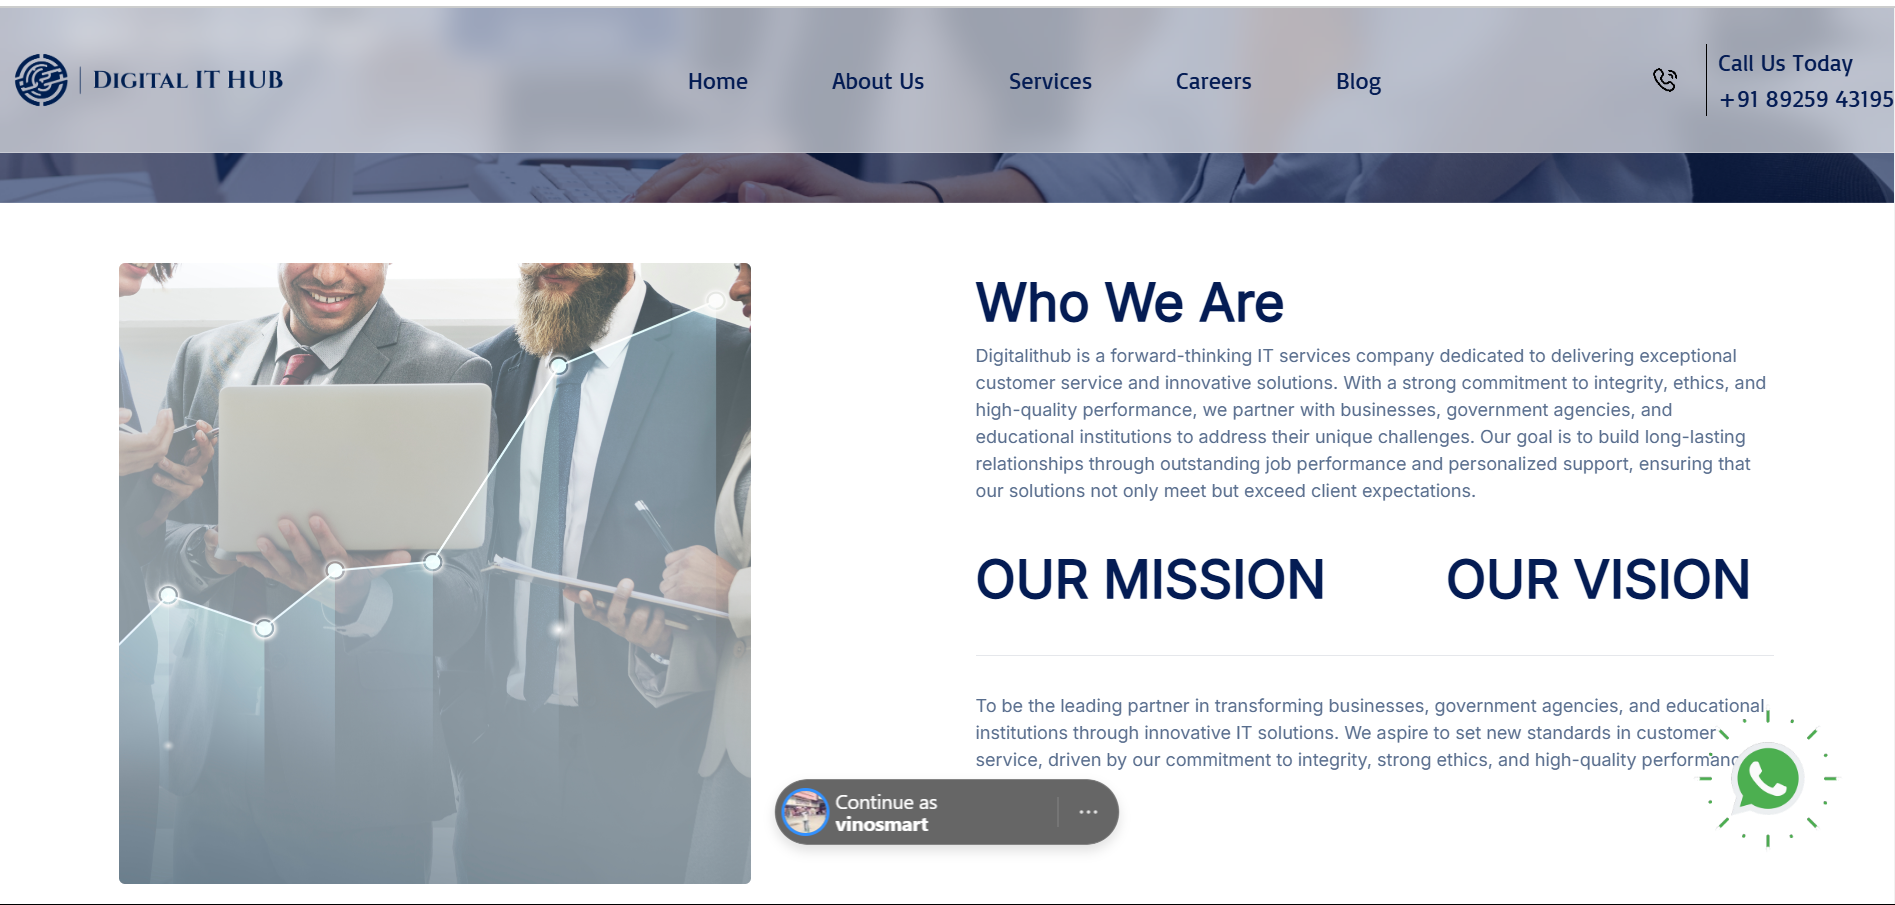 DIGITAL IT HUB
Home
About Us
Services
Careers
Blog
Call Us Today
+91 89259 43195
Who We Are
Digitalithub is a forward-thinking IT services company dedicated to delivering exceptional
customer service and innovative solutions. With a strong commitment to integrity, ethics, and
high-quality performance, we partner with businesses, government agencies, and
educational institutions to address their unique challenges. Our goal is to build long-lasting
relationships through outstanding job performance and personalized support, ensuring that
our solutions not only meet but exceed client expectations.
OUR MISSION
OUR VISION
To be the leading partner in transforming businesses, government agencies, and educational
institutions through innovative IT solutions. We aspire to set new standards in customer
service, driven by our commitment to integrity, strong ethics, and high-quality
Continue as
vinosmart